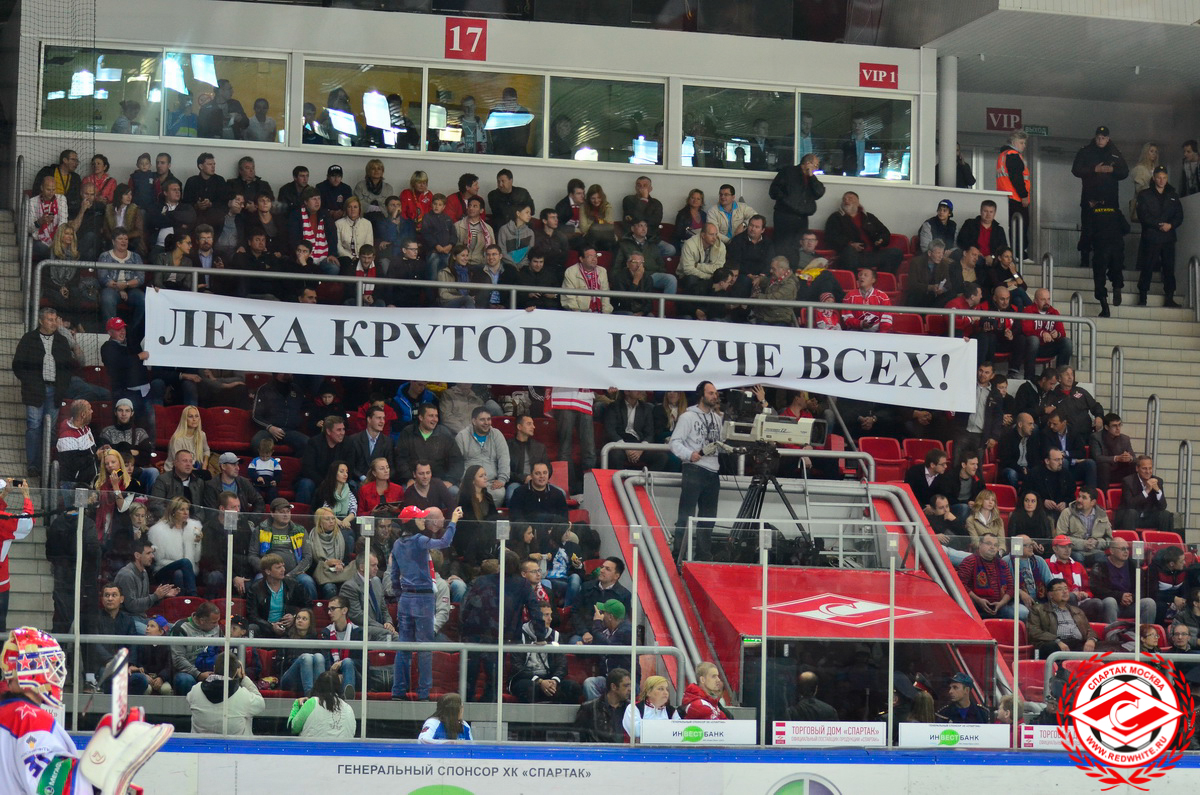 17
VIP 1
VIP
ЛЕХА КРУТОВ – КРУЧЕ ВСЕХ!
ИНВЕСТБАНК
ТОРГОВЫЙ ДОМ «СПАРТАК»
ИНВЕСТБАНК
ГЕНЕРАЛЬНЫЙ СПОНСОР ХК «СПАРТАК»
СПАРТАК МОСКВА
WWW.REDWHITE.RU